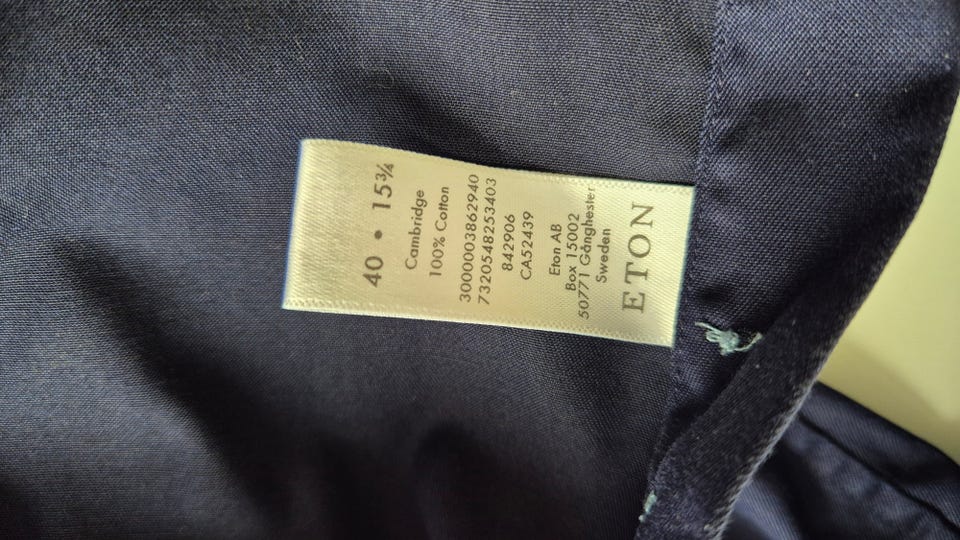 40 • 15¾
Cambridge
100% Cotton
3000003862940
7320548253403
842906
CA52439
Eton AB
Box 15002
50771 Gånghester
Sweden
ETON